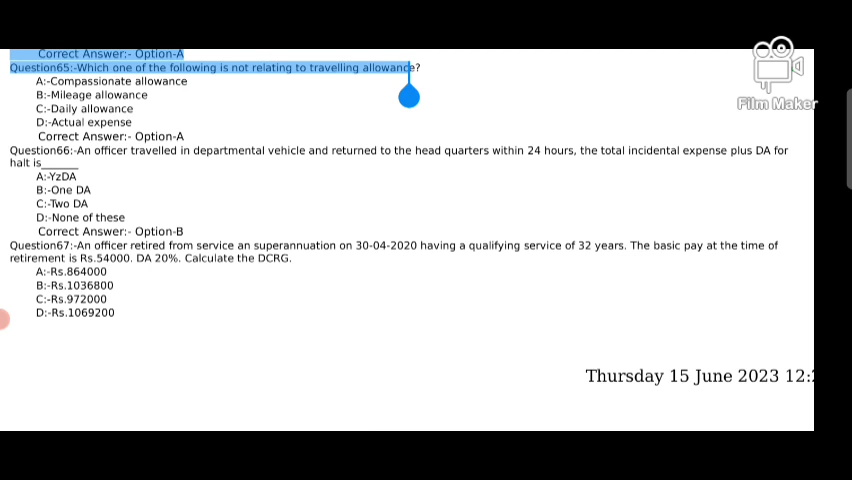 Correct Answer:- Option-A
Question65:-Which one of the following is not relating to travelling allowance?
A:-Compassionate allowance
B:-Mileage allowance
C:-Daily allowance
D:-Actual expense
Correct Answer:- Option-A
Question66:-An officer travelled in departmental vehicle and returned to the head quarters within 24 hours, the total incidental expense plus DA for
halt is______
A:-YzDA
B:-One DA
C:-Two DA
D:-None of these
Correct Answer:- Option-B
Question67:-An officer retired from service an superannuation on 30-04-2020 having a qualifying service of 32 years. The basic pay at the time of
retirement is Rs.54000. DA 20%. Calculate the DCRG.
A:-Rs.864000
B:-Rs.1036800
C:-Rs.972000
D:-Rs.1069200
Thursday 15 June 2023 12:
Film Maker